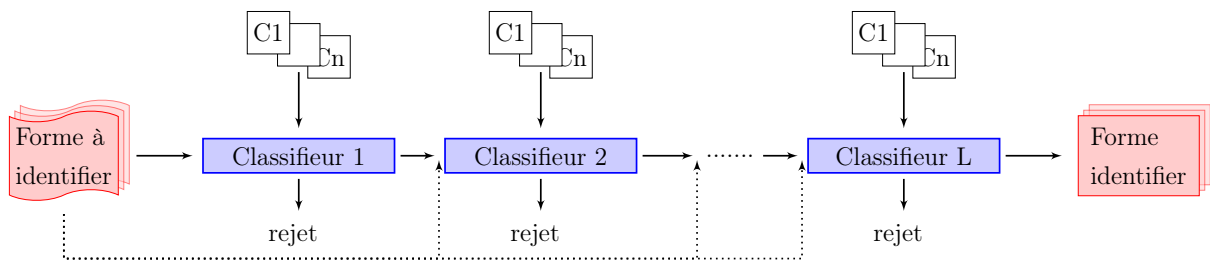 C1
Cn
C1
Cn
C1
Cn
Forme à
identifier
Classifieur 1
Classifieur 2
Classifieur L
Forme
identifier
rejet
rejet
rejet